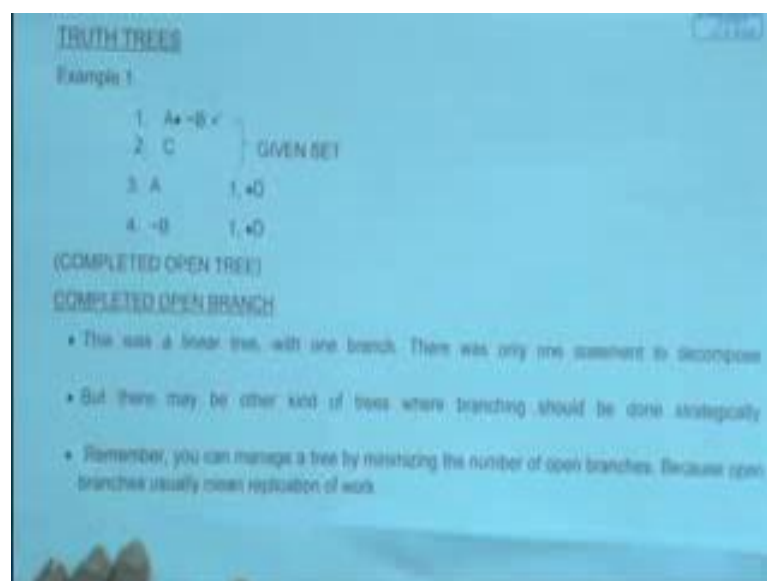 TRUTH TREES
Example 1.
1. A● ~B ✓
2. C
GIVEN SET
3. A 1, ●D
4. ~B 1, ●D
(COMPLETED OPEN TREE)
COMPLETED OPEN BRANCH
• This was a linear tree, with one branch. There was only one statement to decompose
• But there may be other kind of trees where branching should be done strategically
• Remember, you can manage a tree by minimizing the number of open branches. Because open
branches usually mean replication of work